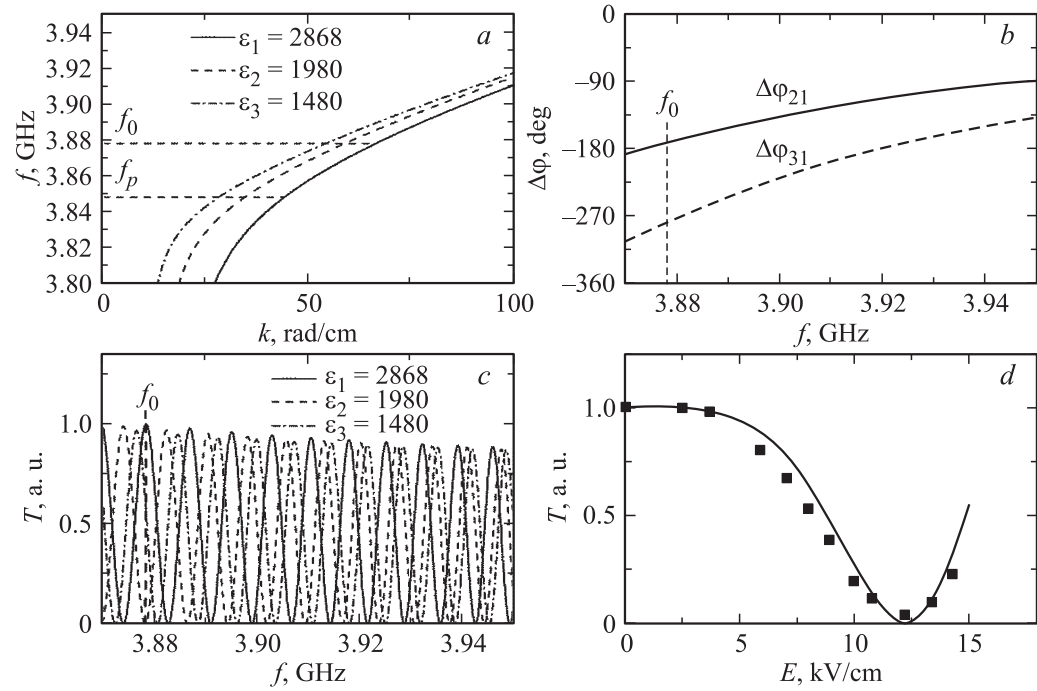 a
ε1 = 2868
ε2 = 1980
ε3 = 1480
f0
fp
3.94
3.92
3.90
3.88
3.86
3.84
3.82
3.80
f, GHz
0
50
100
k, rad/cm
b
0
–90
–180
–270
–360
Δφ, deg
f0
Δφ21
Δφ31
3.88
3.90
3.92
3.94
f, GHz
c
ε1 = 2868
ε2 = 1980
ε3 = 1480
f0
1.0
0.5
0
T, a. u.
3.88
3.90
3.92
3.94
f, GHz
d
1.0
0.5
0
T, a. u.
0
5
10
15
E, kV/cm